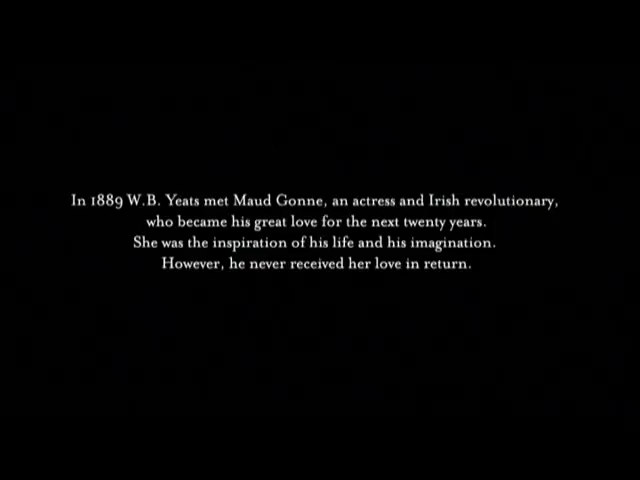 In 1889 W.B. Yeats met Maud Gonne, an actress and Irish revolutionary,
who became his great love for the next twenty years.
She was the inspiration of his life and his imagination.
However, he never received her love in return.